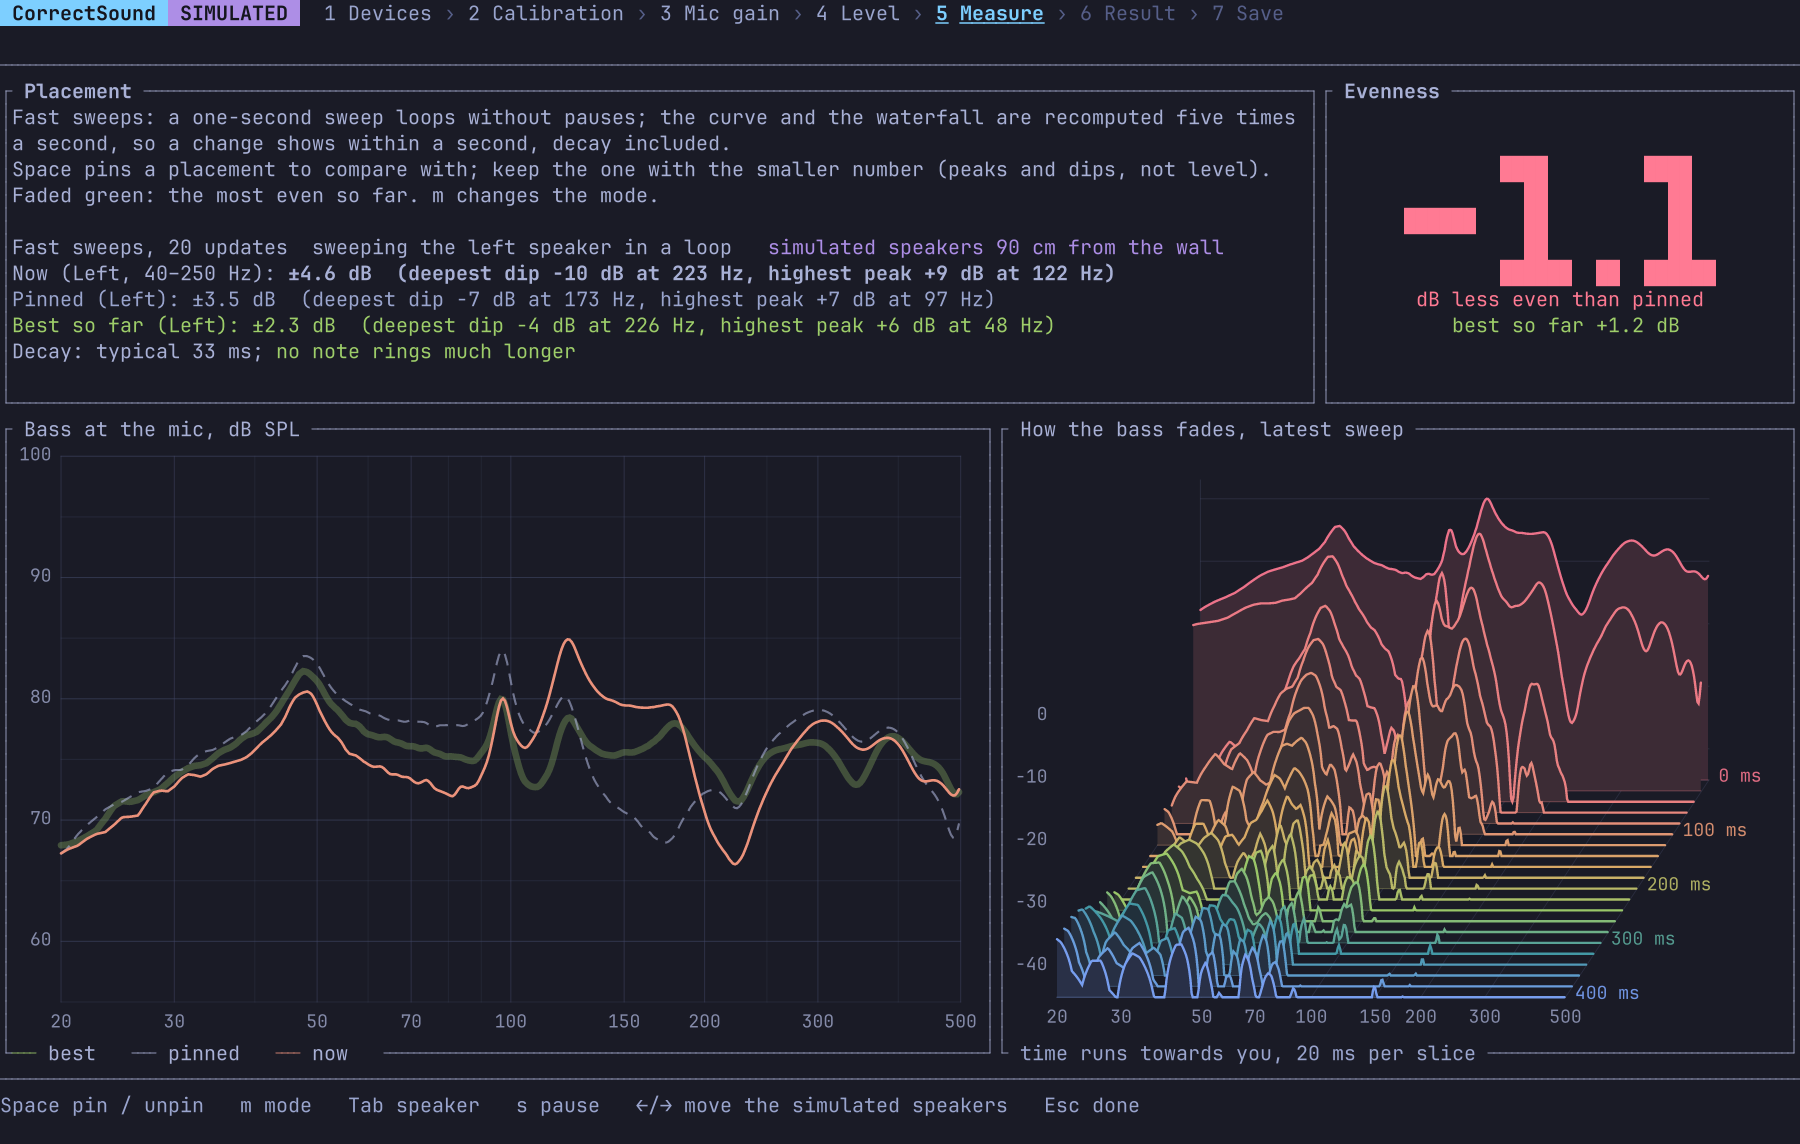 CorrectSound SIMULATED 1 Devices › 2 Calibration › 3 Mic gain › 4 Level › 5 Measure › 6 Result › 7 Save
Placement
Fast sweeps: a one-second sweep loops without pauses; the curve and the waterfall are recomputed five times
a second, so a change shows within a second, decay included.
Space pins a placement to compare with; keep the one with the smaller number (peaks and dips, not level).
Faded green: the most even so far. m changes the mode.
Fast sweeps, 20 updates sweeping the left speaker in a loop simulated speakers 90 cm from the wall
Now (Left, 40–250 Hz): ±4.6 dB (deepest dip -10 dB at 223 Hz, highest peak +9 dB at 122 Hz)
Pinned (Left): ±3.5 dB (deepest dip -7 dB at 173 Hz, highest peak +7 dB at 97 Hz)
Best so far (Left): ±2.3 dB (deepest dip -4 dB at 226 Hz, highest peak +6 dB at 48 Hz)
Decay: typical 33 ms; no note rings much longer
Evenness
-1.1
dB less even than pinned
best so far +1.2 dB
Bass at the mic, dB SPL
100
90
80
70
60
20 30 50 70 100 150 200 300 500
best pinned now
How the bass fades, latest sweep
0
-10
-20
-30
-40
0 ms
100 ms
200 ms
300 ms
400 ms
20 30 50 70 100 150 200 300 500
time runs towards you, 20 ms per slice
Space pin / unpin m mode Tab speaker s pause ←/→ move the simulated speakers Esc done